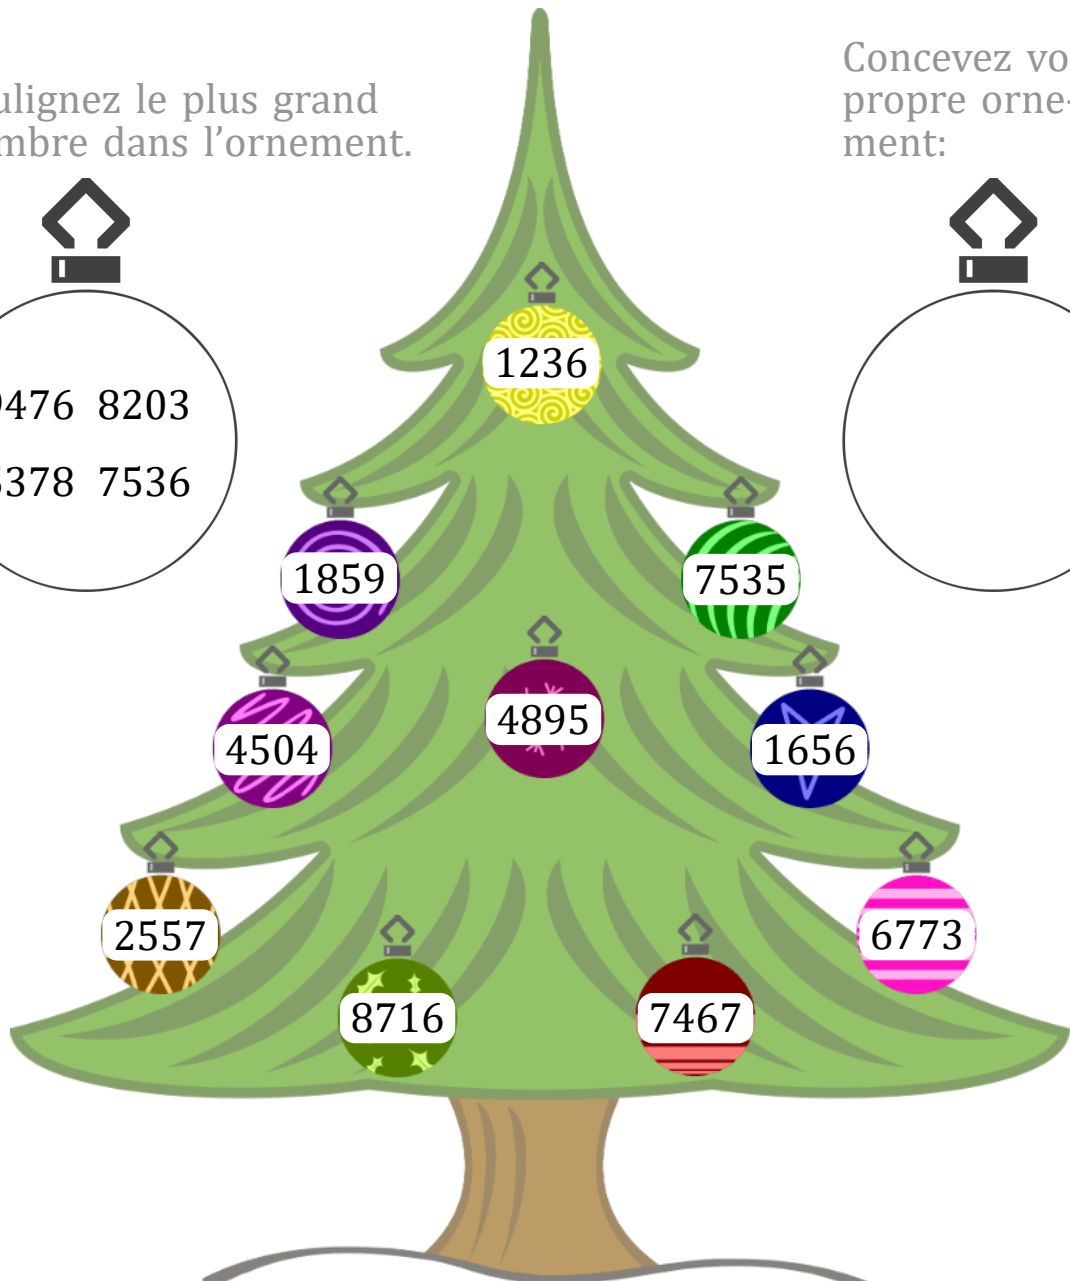 ulignez le plus grand
mbre dans l'ornement.
Concevez vo
propre orne-
ment:
1236
476 8203
378 7536
1859
7535
4504
4895
1656
2557
6773
8716
7467